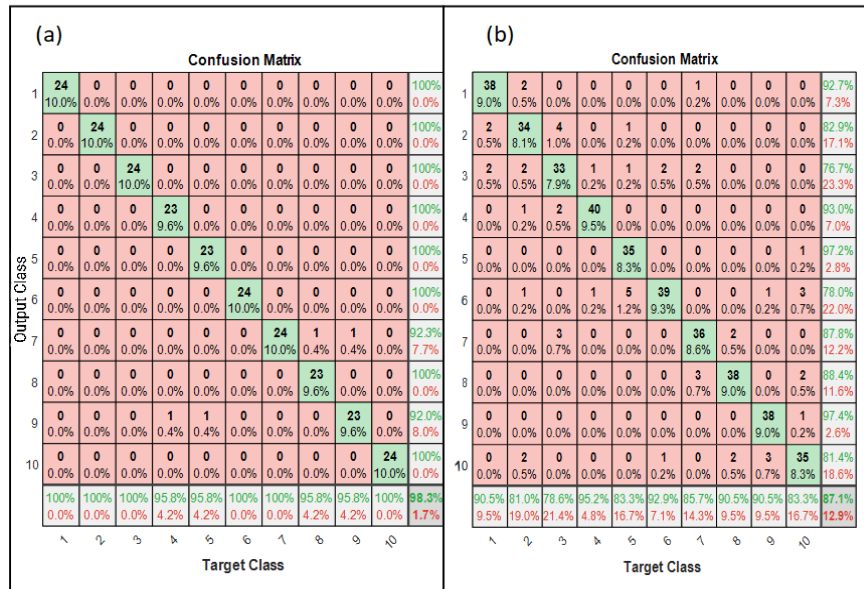 (a)
Confusion Matrix
1 24 0 0 0 0 0 0 0 0 0 100%
10.0% 0.0% 0.0% 0.0% 0.0% 0.0% 0.0% 0.0% 0.0% 0.0% 0.0%
2 0 24 0 0 0 0 0 0 0 0 100%
0.0% 10.0% 0.0% 0.0% 0.0% 0.0% 0.0% 0.0% 0.0% 0.0% 0.0%
3 0 0 24 0 0 0 0 0 0 0 100%
0.0% 0.0% 10.0% 0.0% 0.0% 0.0% 0.0% 0.0% 0.0% 0.0% 0.0%
4 0 0 0 23 0 0 0 0 0 0 100%
0.0% 0.0% 0.0% 9.6% 0.0% 0.0% 0.0% 0.0% 0.0% 0.0% 0.0%
5 0 0 0 0 23 0 0 0 0 0 100%
0.0% 0.0% 0.0% 0.0% 9.6% 0.0% 0.0% 0.0% 0.0% 0.0% 0.0%
6 0 0 0 0 0 24 0 0 0 0 100%
0.0% 0.0% 0.0% 0.0% 0.0% 10.0% 0.0% 0.0% 0.0% 0.0% 0.0%
7 0 0 0 0 0 0 24 1 1 0 92.3%
0.0% 0.0% 0.0% 0.0% 0.0% 0.0% 10.0% 0.4% 0.4% 0.0% 7.7%
8 0 0 0 0 0 0 0 23 0 0 100%
0.0% 0.0% 0.0% 0.0% 0.0% 0.0% 0.0% 9.6% 0.0% 0.0% 0.0%
9 0 0 0 1 1 0 0 0 23 0 92.0%
0.0% 0.0% 0.0% 0.4% 0.4% 0.0% 0.0% 0.0% 9.6% 0.0% 8.0%
10 0 0 0 0 0 0 0 0 0 24 100%
0.0% 0.0% 0.0% 0.0% 0.0% 0.0% 0.0% 0.0% 0.0% 10.0% 0.0%
100% 100% 100% 95.8% 95.8% 100% 100% 95.8% 95.8% 100% 98.3%
0.0% 0.0% 0.0% 4.2% 4.2% 0.0% 0.0% 4.2% 4.2% 0.0% 1.7%
1 2 3 4 5 6 7 8 9 10
Target Class
Output Class
(b)
Confusion Matrix
1 38 2 0 0 0 0 1 0 0 0 92.7%
9.0% 0.5% 0.0% 0.0% 0.0% 0.0% 0.2% 0.0% 0.0% 0.0% 7.3%
2 2 34 4 0 1 0 0 0 0 0 82.9%
0.5% 8.1% 1.0% 0.0% 0.2% 0.0% 0.0% 0.0% 0.0% 0.0% 17.1%
3 2 2 33 1 1 2 2 0 0 0 76.7%
0.5% 0.5% 7.9% 0.2% 0.2% 0.5% 0.5% 0.0% 0.0% 0.0% 23.3%
4 0 1 2 40 0 0 0 0 0 0 93.0%
0.0% 0.2% 0.5% 9.5% 0.0% 0.0% 0.0% 0.0% 0.0% 0.0% 7.0%
5 0 0 0 0 35 0 0 0 0 1 97.2%
0.0% 0.0% 0.0% 0.0% 8.3% 0.0% 0.0% 0.0% 0.0% 0.2% 2.8%
6 0 1 0 1 5 39 0 0 1 3 78.0%
0.0% 0.2% 0.0% 0.2% 1.2% 9.3% 0.0% 0.0% 0.2% 0.7% 22.0%
7 0 0 3 0 0 0 36 2 0 0 87.8%
0.0% 0.0% 0.7% 0.0% 0.0% 0.0% 8.6% 0.5% 0.0% 0.0% 12.2%
8 0 0 0 0 0 0 3 38 0 2 88.4%
0.0% 0.0% 0.0% 0.0% 0.0% 0.0% 0.7% 9.0% 0.0% 0.5% 11.6%
9 0 0 0 0 0 0 0 0 38 1 97.4%
0.0% 0.0% 0.0% 0.0% 0.0% 0.0% 0.0% 0.0% 9.0% 0.2% 2.6%
10 0 2 0 0 0 1 0 2 3 35 81.4%
0.0% 0.5% 0.0% 0.0% 0.0% 0.2% 0.0% 0.5% 0.7% 8.3% 18.6%
90.5% 81.0% 78.6% 95.2% 83.3% 92.9% 85.7% 90.5% 90.5% 83.3% 87.1%
9.5% 19.0% 21.4% 4.8% 16.7% 7.1% 14.3% 9.5% 9.5% 16.7% 12.9%
1 2 3 4 5 6 7 8 9 10
Target Class